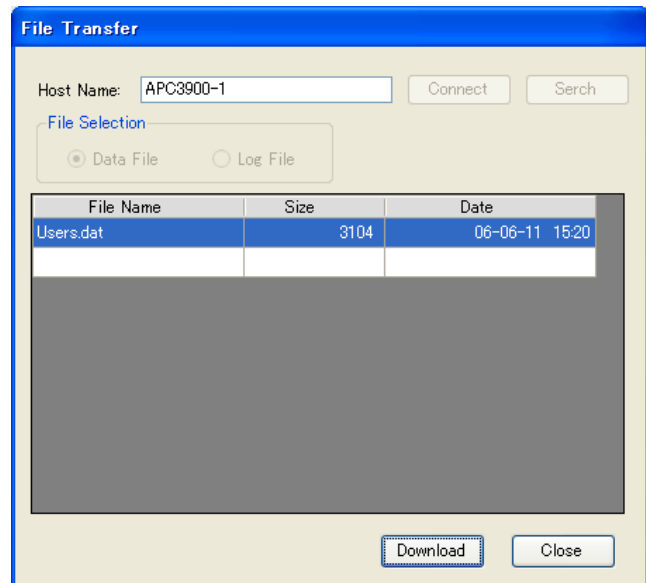 File Transfer
Host Name: APC3900-1 Connect Serch
File Selection
Data File Log File
File Name Size Date
Users.dat 3104 06-06-11 15:20
Download Close